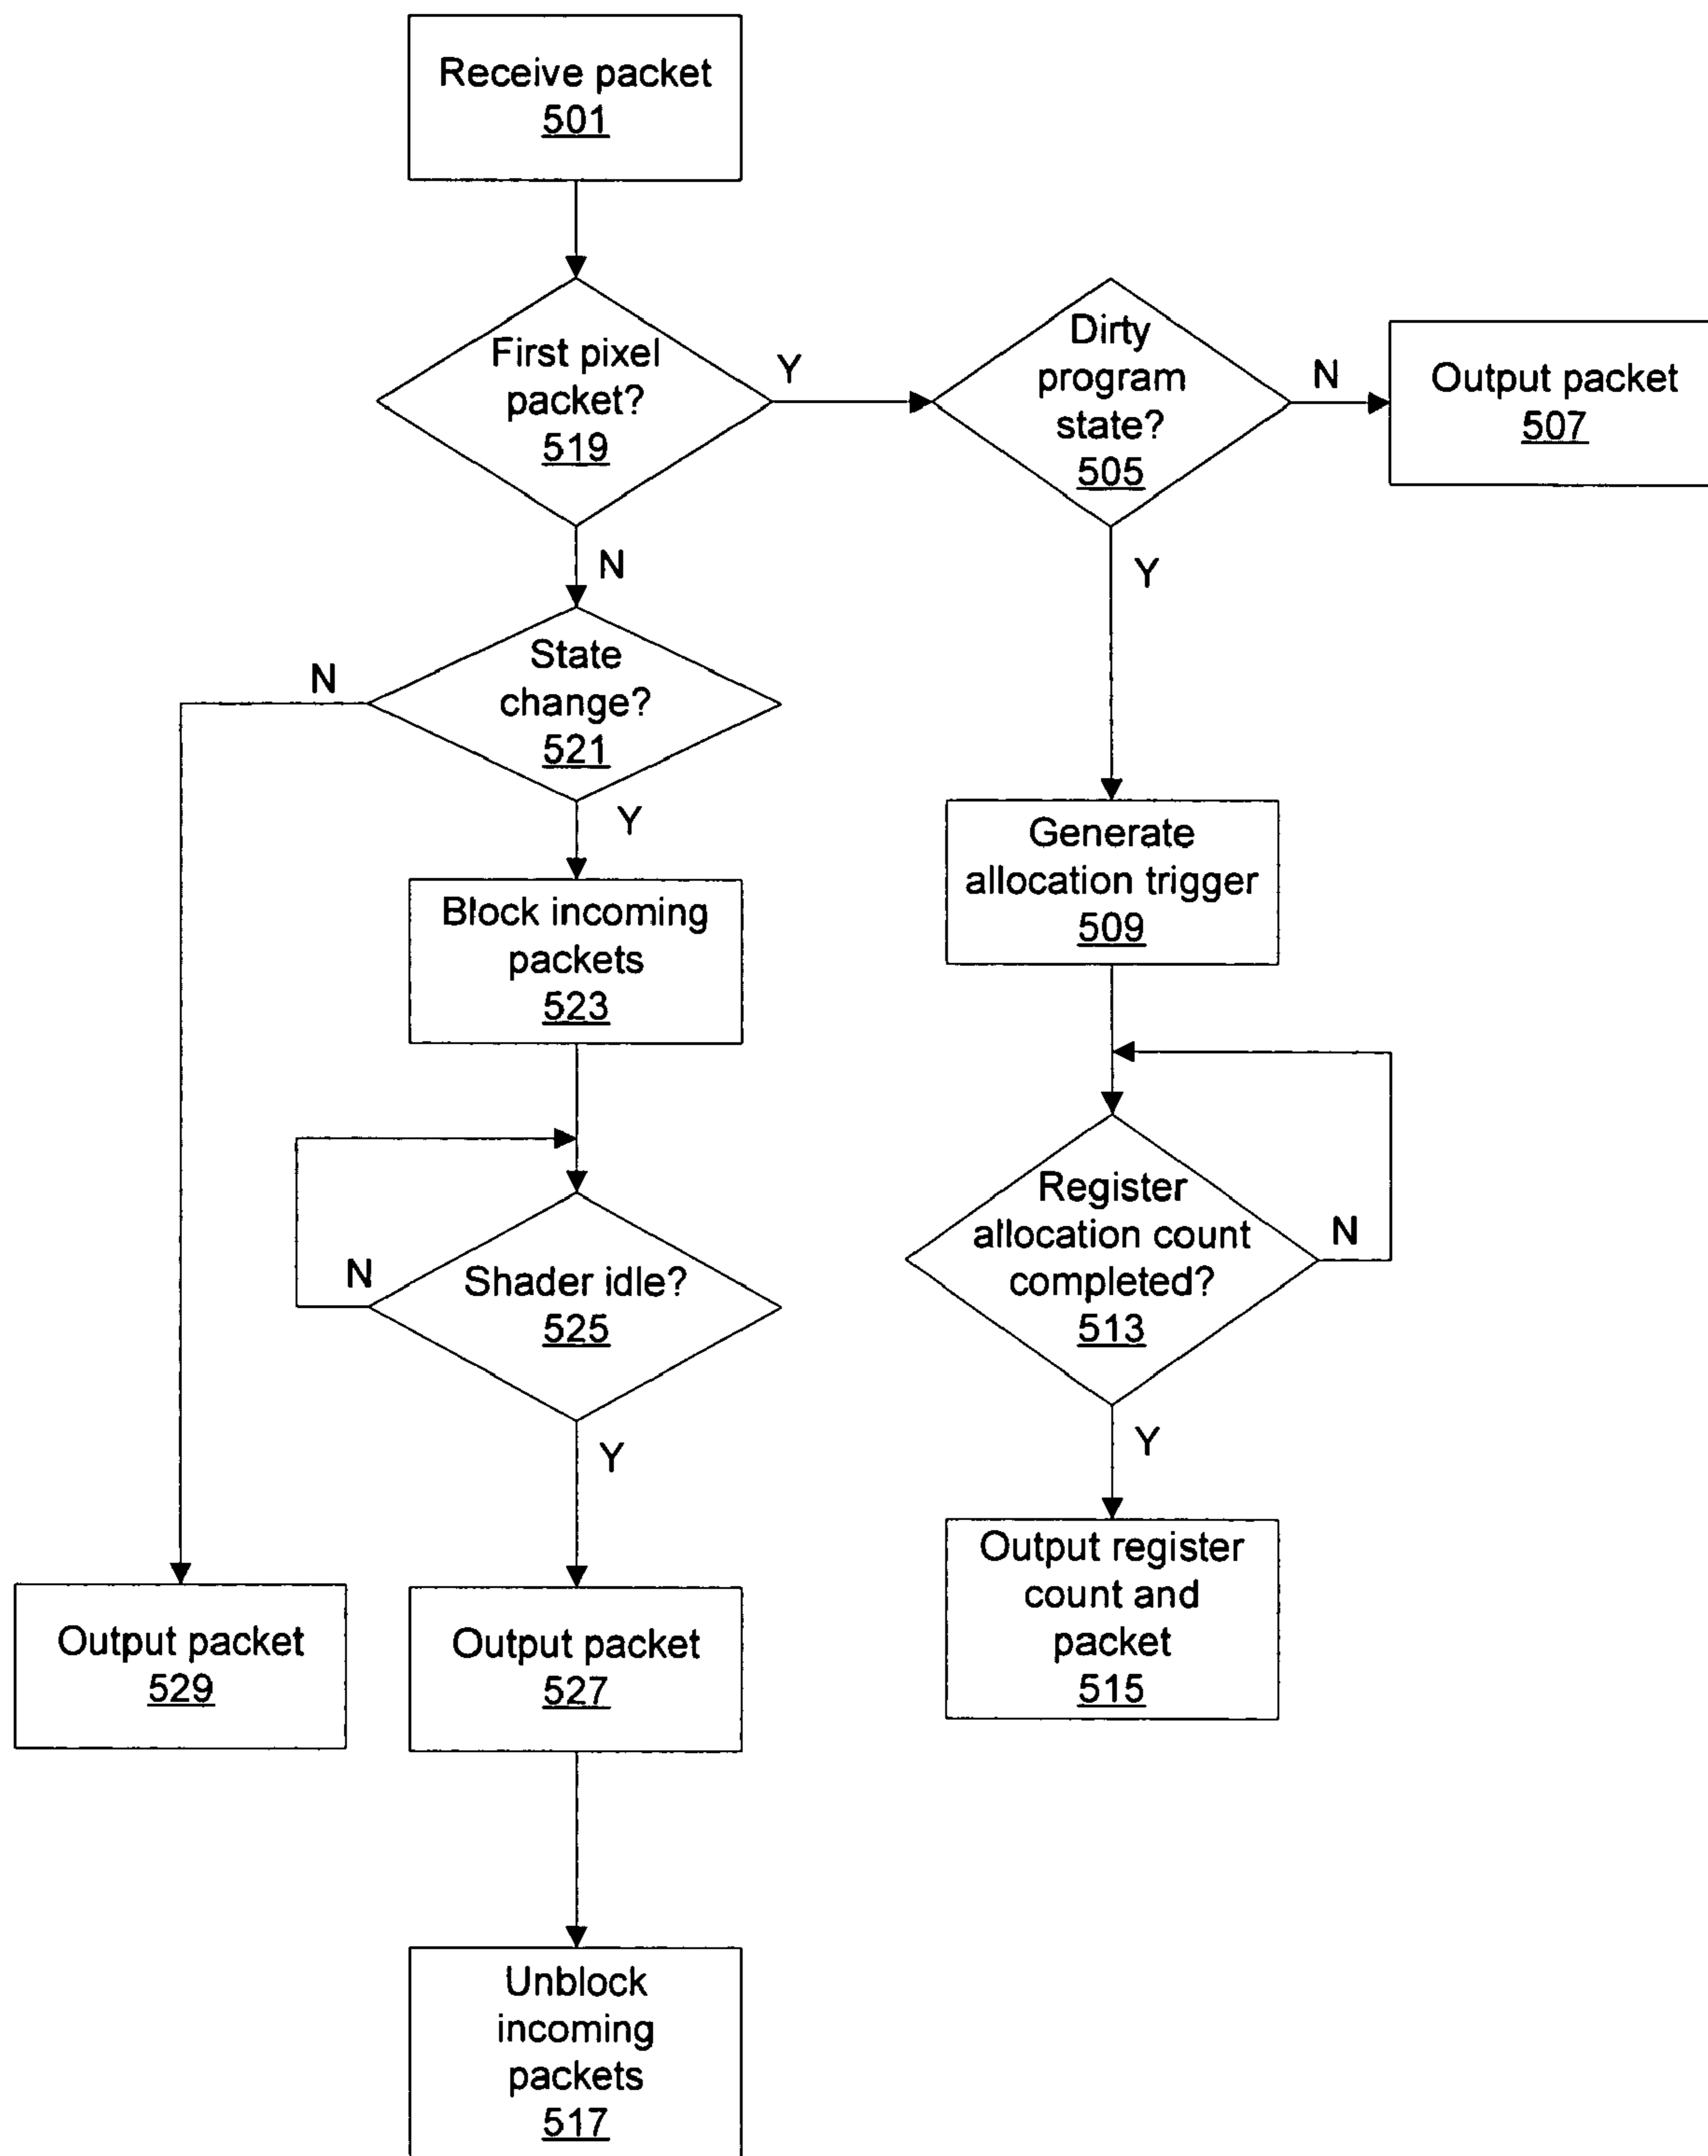 Receive packet
501
First pixel
packet?
519
Y
Dirty
program
state?
505
N
Output packet
507
N
Y
State
change?
521
N
Y
Generate
allocation trigger
509
Block incoming
packets
523
Register
allocation count
completed?
513
N
Shader idle?
525
N
Y
Y
Output register
count and
packet
515
Output packet
529
Output packet
527
Unblock
incoming
packets
517